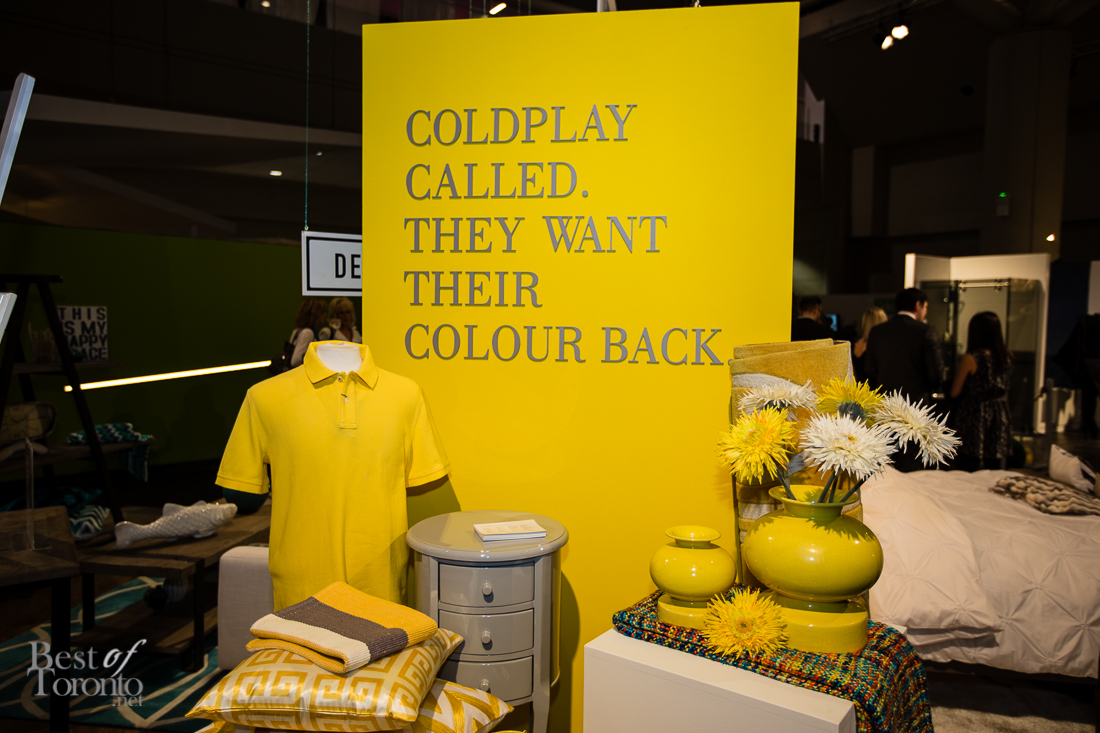 COLDPLAY
CALLED.
THEY WANT
THEIR
COLOUR BACK.
DE
THIS
IS MY
HAPPY
PLACE
BEST of
TORONTO
.net